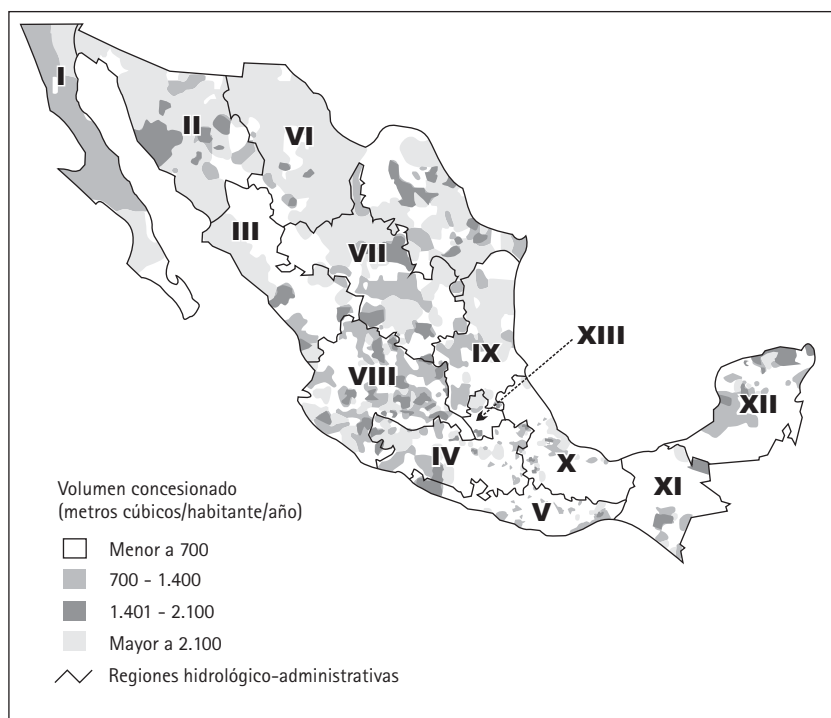 I
II
VI
III
VII
XIII
IX
VIII
XII
IV
X
XI
V
Volumen concesionado
(metros cúbicos/habitante/año)
Menor a 700
700 - 1.400
1.401 - 2.100
Mayor a 2.100
Regiones hidrológico-administrativas